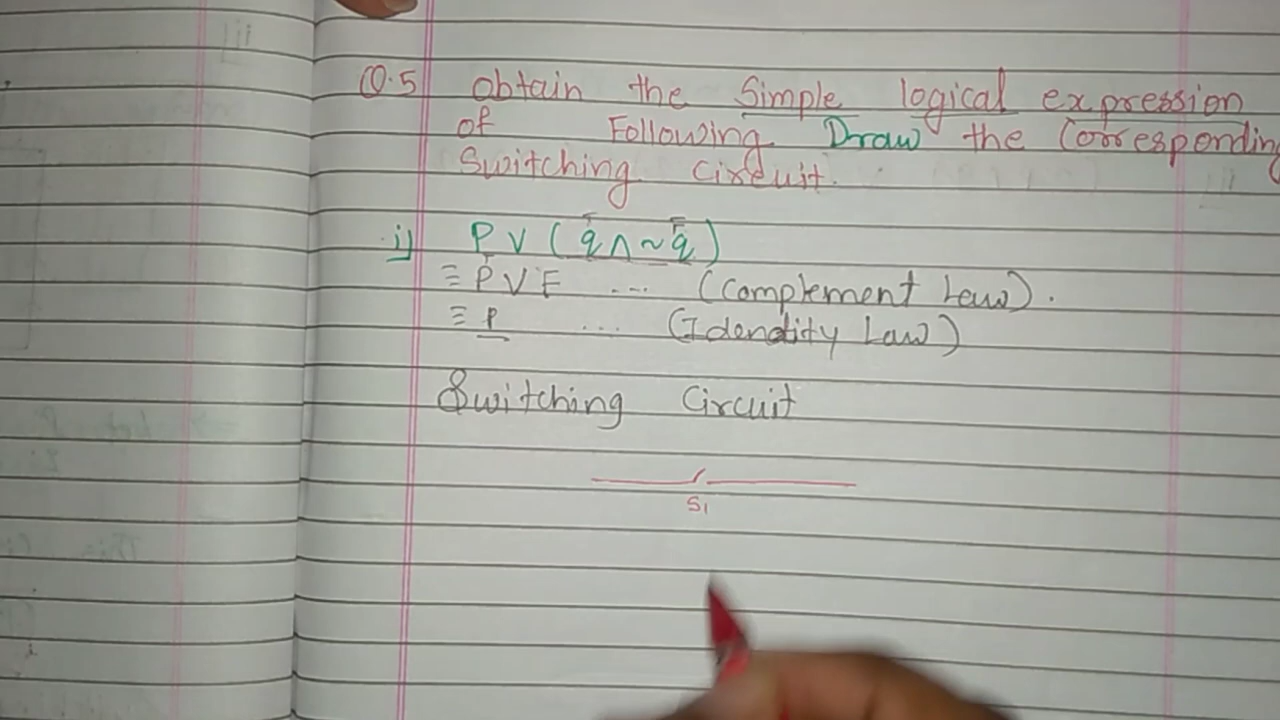 Q.5 obtain the Simple logical expression
of Following Draw the Corresponding
Switching Circuit.
i) P V ( q ∧ ~ q )
≡ P V F ... (Complement Law).
≡ P ... (Idendity Law)
Switching Circuit
S1